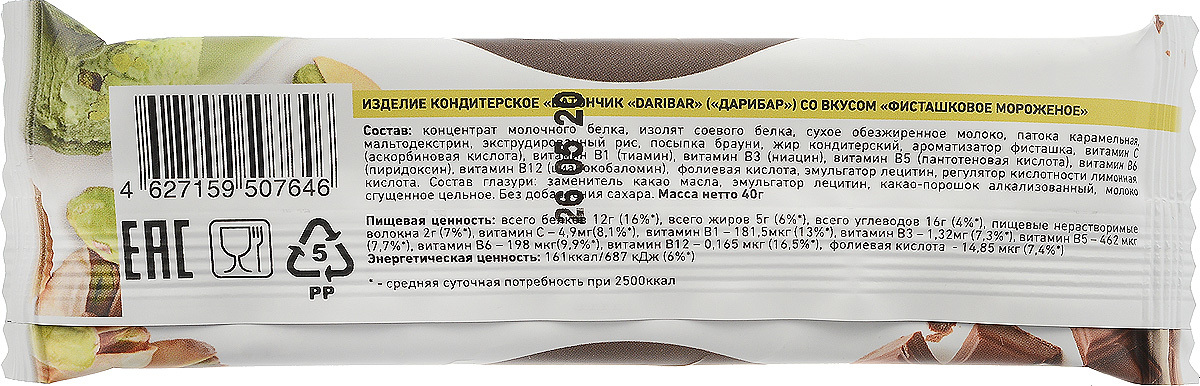 ИЗДЕЛИЕ КОНДИТЕРСКОЕ «БАТОНЧИК «DARIBAR» («ДАРИБАР») СО ВКУСОМ «ФИСТАШКОВОЕ МОРОЖЕНОЕ»
Состав: концентрат молочного белка, изолят соевого белка, сухое обезжиренное молоко, патока карамельная,
мальтодекстрин, экструдированный рис, посыпка брауни, жир кондитерский, ароматизатор фисташка, витамин С
(аскорбиновая кислота), витамин В1 (тиамин), витамин В3 (ниацин), витамин В5 (пантотеновая кислота), витамин В6
(пиридоксин), витамин В12 (цианокобаломин), фолиевая кислота, эмульгатор лецитин, регулятор кислотности лимонная
кислота. Состав глазури: заменитель какао масла, эмульгатор лецитин, какао-порошок алкализованный, молоко
сгущенное цельное. Без добавления сахара. Масса нетто 40г
26 05 20
Пищевая ценность: всего белков 12г (16%*), всего жиров 5г (6%*), всего углеводов 16г (4%*), пищевые нерастворимые
волокна 2г (7%*), витамин С – 4,9мг(8,1%*), витамин В1 – 181,5мкг (13%*), витамин В3 – 1,32мг (7,3%*), витамин В5 – 462 мкг
(7,7%*), витамин В6 – 198 мкг(9,9%*), витамин В12 – 0,165 мкг (16,5%*), фолиевая кислота - 14,85 мкг (7,4%*)
Энергетическая ценность: 161ккал/687 кДж (6%*)
* - средняя суточная потребность при 2500ккал
4 627159 507646
EAC
5
PP